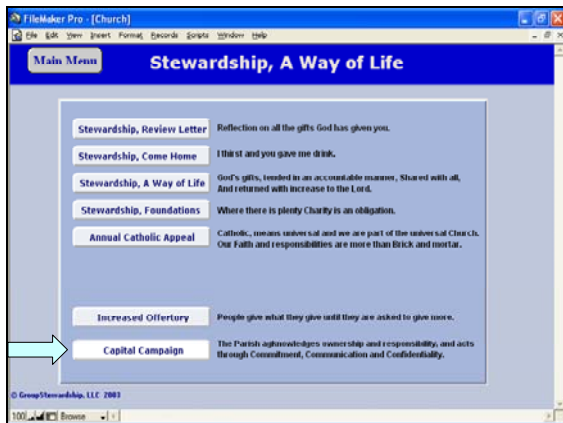 FileMaker Pro - [Church]
File Edit View Insert Format Records Scripts Window Help
Main Menu
Stewardship, A Way of Life
Stewardship, Review Letter
Reflection on all the gifts God has given you.
Stewardship, Come Home
I thirst and you gave me drink.
Stewardship, A Way of Life
God's gifts, tended in an accountable manner, Shared with all,
And returned with increase to the Lord.
Stewardship, Foundations
Where there is plenty Charity is an obligation.
Annual Catholic Appeal
Catholic, means universal and we are part of the universal Church.
Our Faith and responsibilities are more than Brick and mortar.
Increased Offertory
People give what they give until they are asked to give more.
Capital Campaign
The Parish agknowledges ownership and responsibility, and acts
through Commitment, Communication and Confidentiality.
© GroupStewardship, LLC 2003
100 Browse